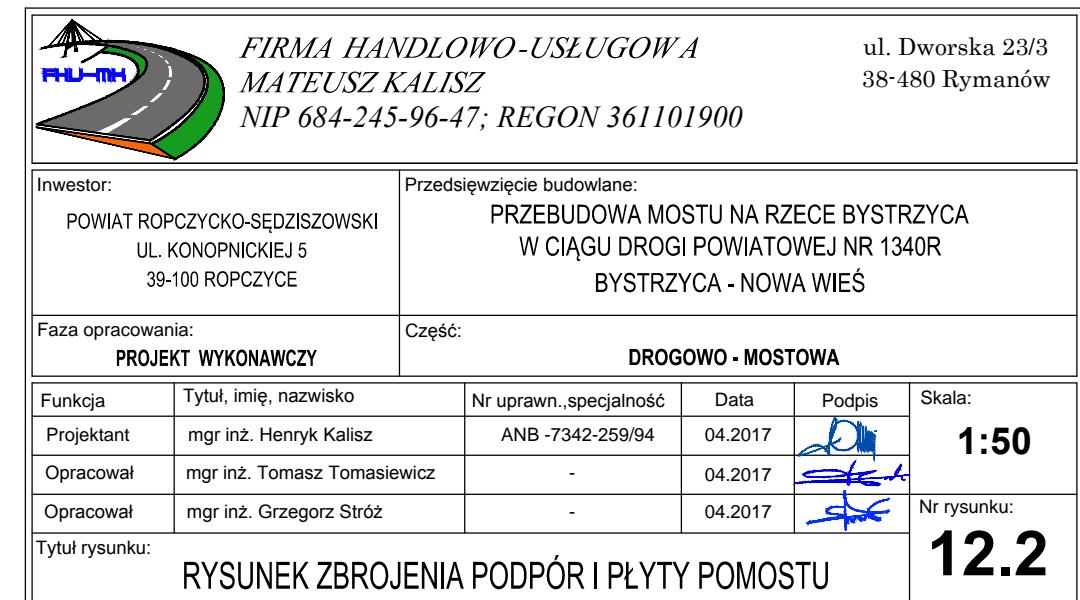 FHU-MK
FIRMA HANDLOWO-USŁUGOWA
MATEUSZ KALISZ
NIP 684-245-96-47; REGON 361101900
ul. Dworska 23/3
38-480 Rymanów
Inwestor:
POWIAT ROPCZYCKO-SĘDZISZOWSKI
UL. KONOPNICKIEJ 5
39-100 ROPCZYCE
Przedsięwzięcie budowlane:
PRZEBUDOWA MOSTU NA RZECE BYSTRZYCA
W CIĄGU DROGI POWIATOWEJ NR 1340R
BYSTRZYCA - NOWA WIEŚ
Faza opracowania:
PROJEKT WYKONAWCZY
Część:
DROGOWO - MOSTOWA
Funkcja Tytuł, imię, nazwisko Nr uprawn.,specjalność Data Podpis
Projektant mgr inż. Henryk Kalisz ANB -7342-259/94 04.2017
Opracował mgr inż. Tomasz Tomasiewicz - 04.2017
Opracował mgr inż. Grzegorz Stróż - 04.2017
Skala:
1:50
Nr rysunku:
12.2
Tytuł rysunku:
RYSUNEK ZBROJENIA PODPÓR I PŁYTY POMOSTU